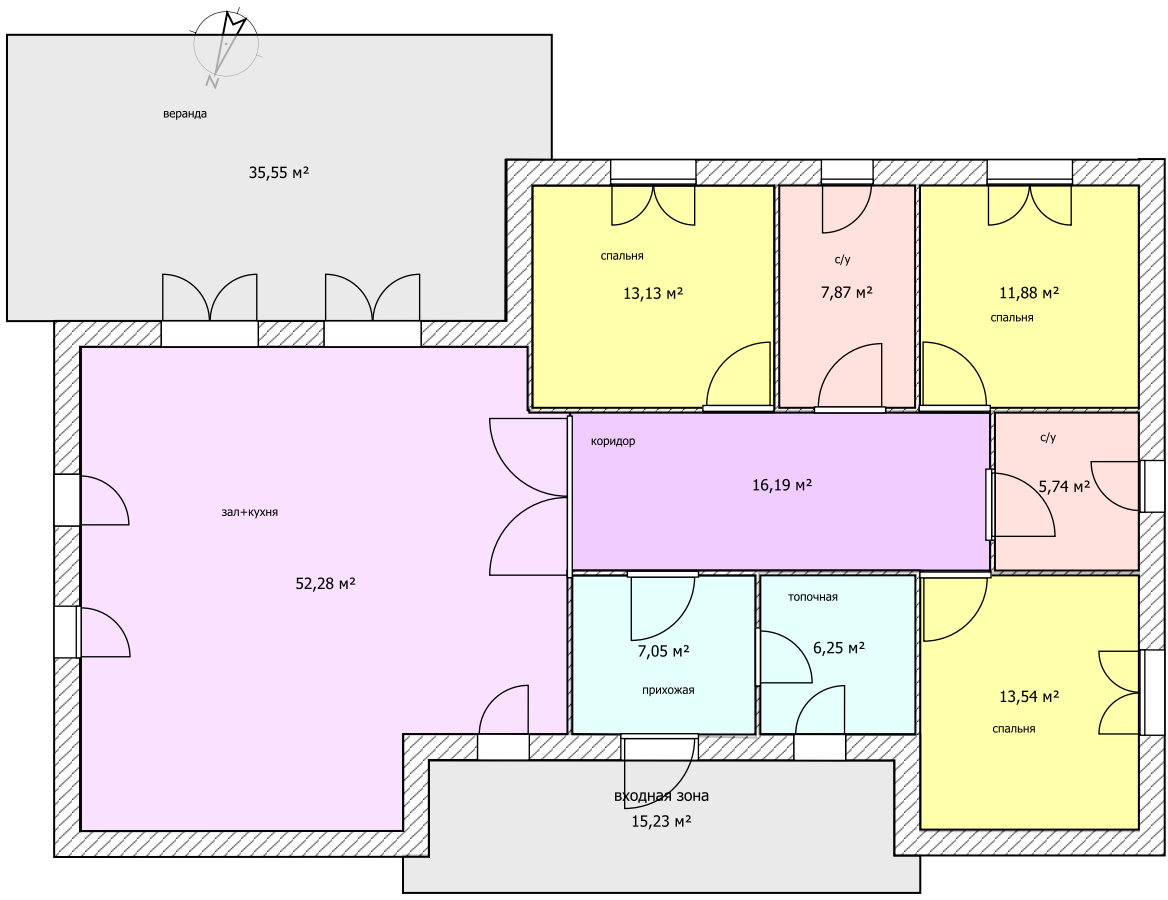 N
веранда
35,55 м²
спальня
13,13 м²
с/у
7,87 м²
11,88 м²
спальня
коридор
16,19 м²
с/у
5,74 м²
зал+кухня
52,28 м²
7,05 м²
прихожая
топочная
6,25 м²
13,54 м²
спальня
входная зона
15,23 м²